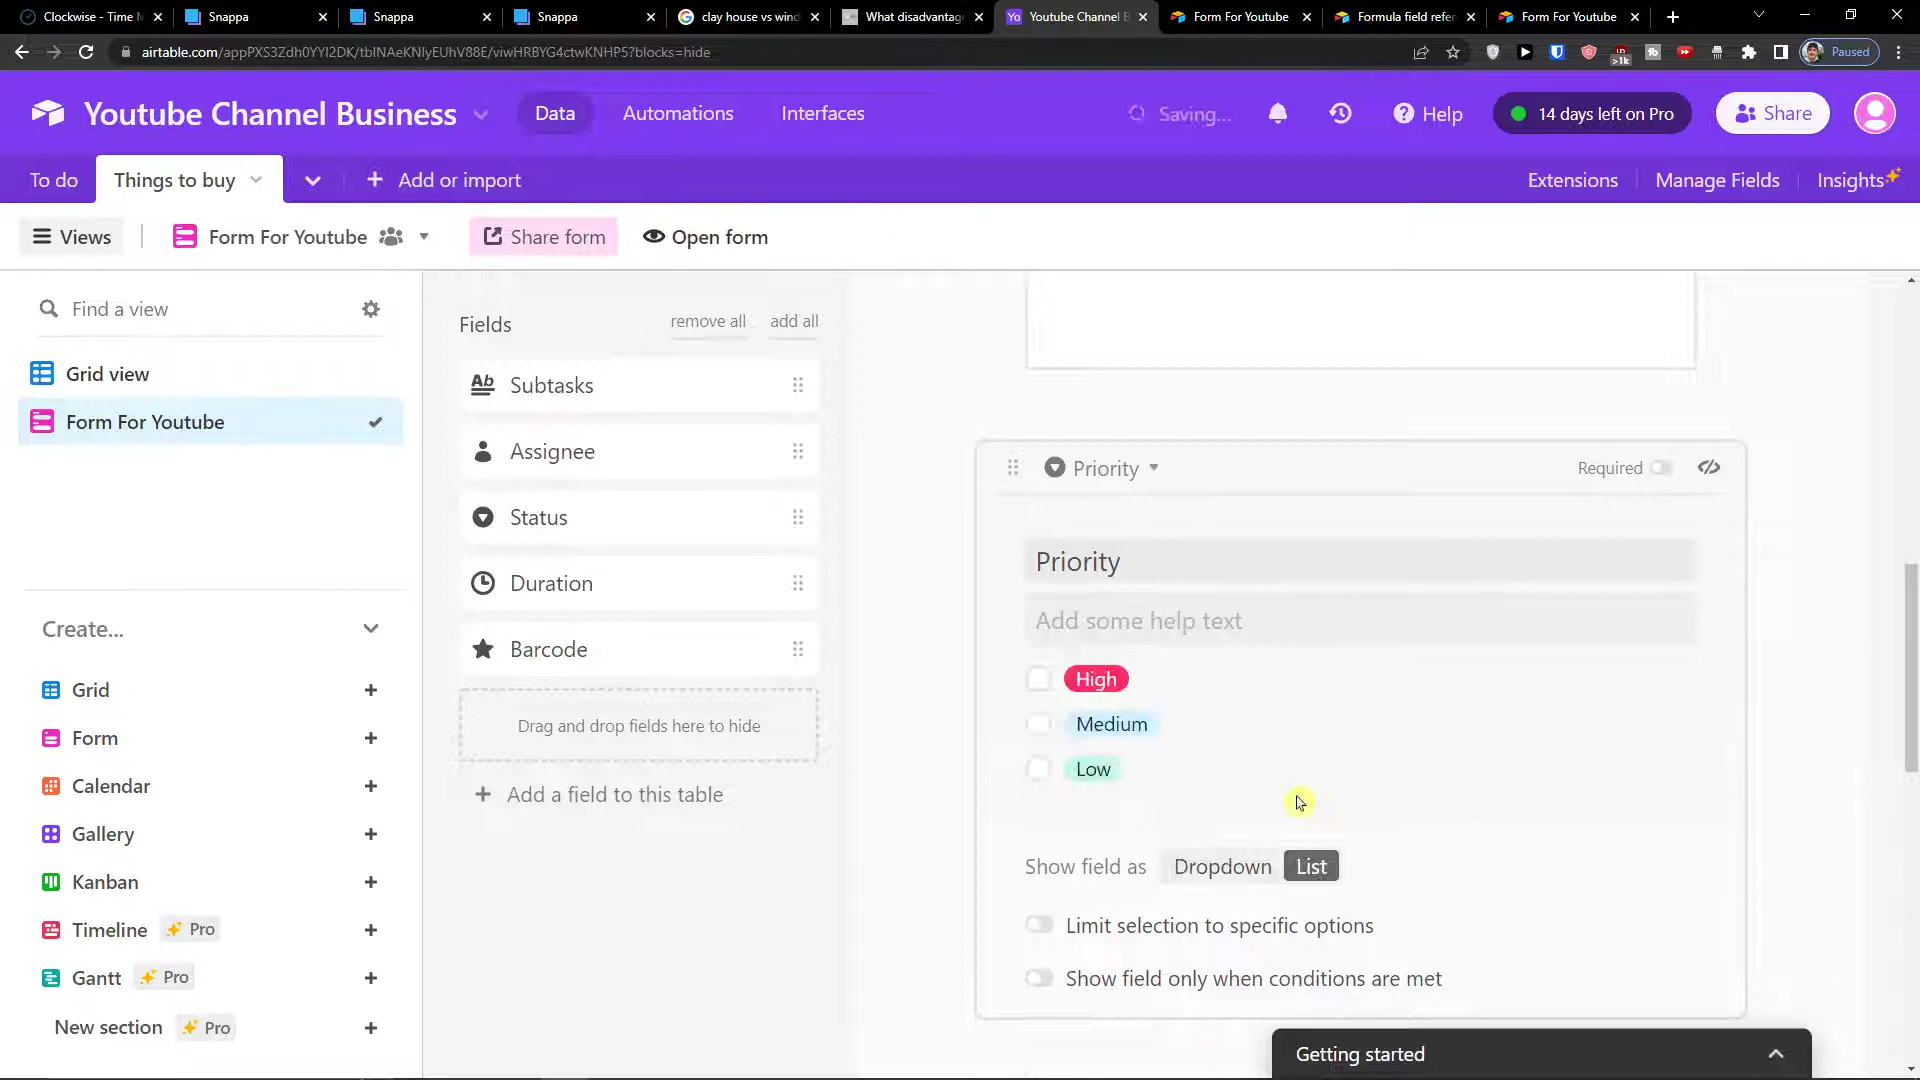 Clockwise - Time M
Snappa
Snappa
Snappa
clay house vs wind
What disadvantag
Youtube Channel B
Form For Youtube
Formula field refer
Form For Youtube
airtable.com/appPXS3Zdh0YYI2DK/tblNAeKNlyEUhV88E/viwHRBYG4ctwKNHP5?blocks=hide
>1k
Paused
Youtube Channel Business
Data
Automations
Interfaces
Saving...
Help
14 days left on Pro
Share
To do
Things to buy
Add or import
Extensions
Manage Fields
Insights
Views
Form For Youtube
Share form
Open form
Find a view
Grid view
Form For Youtube
Create...
Grid
Form
Calendar
Gallery
Kanban
Timeline Pro
Gantt Pro
New section Pro
Fields
remove all
add all
Subtasks
Assignee
Status
Duration
Barcode
Drag and drop fields here to hide
Add a field to this table
Priority
Required
Priority
Add some help text
High
Medium
Low
Show field as
Dropdown
List
Limit selection to specific options
Show field only when conditions are met
Getting started